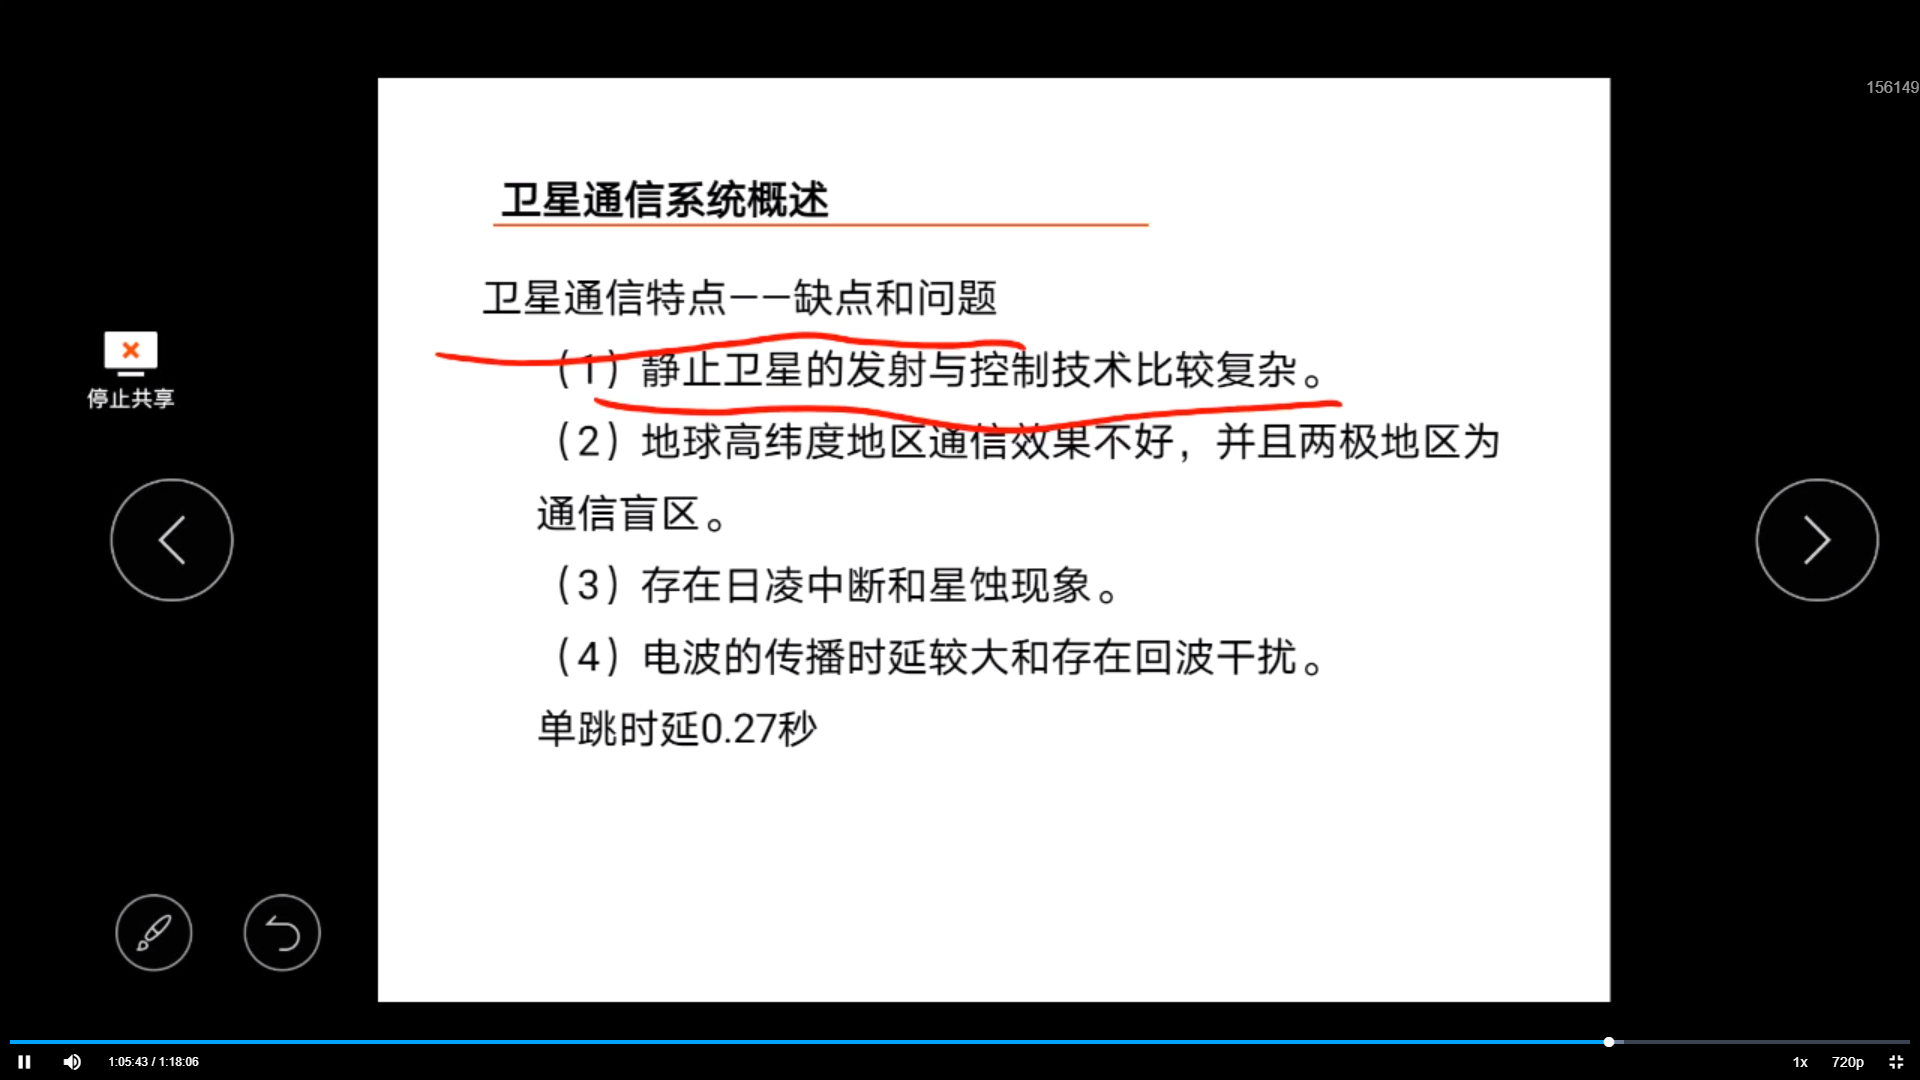 156149
卫星通信系统概述
卫星通信特点——缺点和问题
（1）静止卫星的发射与控制技术比较复杂。
（2）地球高纬度地区通信效果不好，并且两极地区为
通信盲区。
（3）存在日凌中断和星蚀现象。
（4）电波的传播时延较大和存在回波干扰。
单跳时延0.27秒
停止共享
1:05:43 / 1:18:06
1x
720p